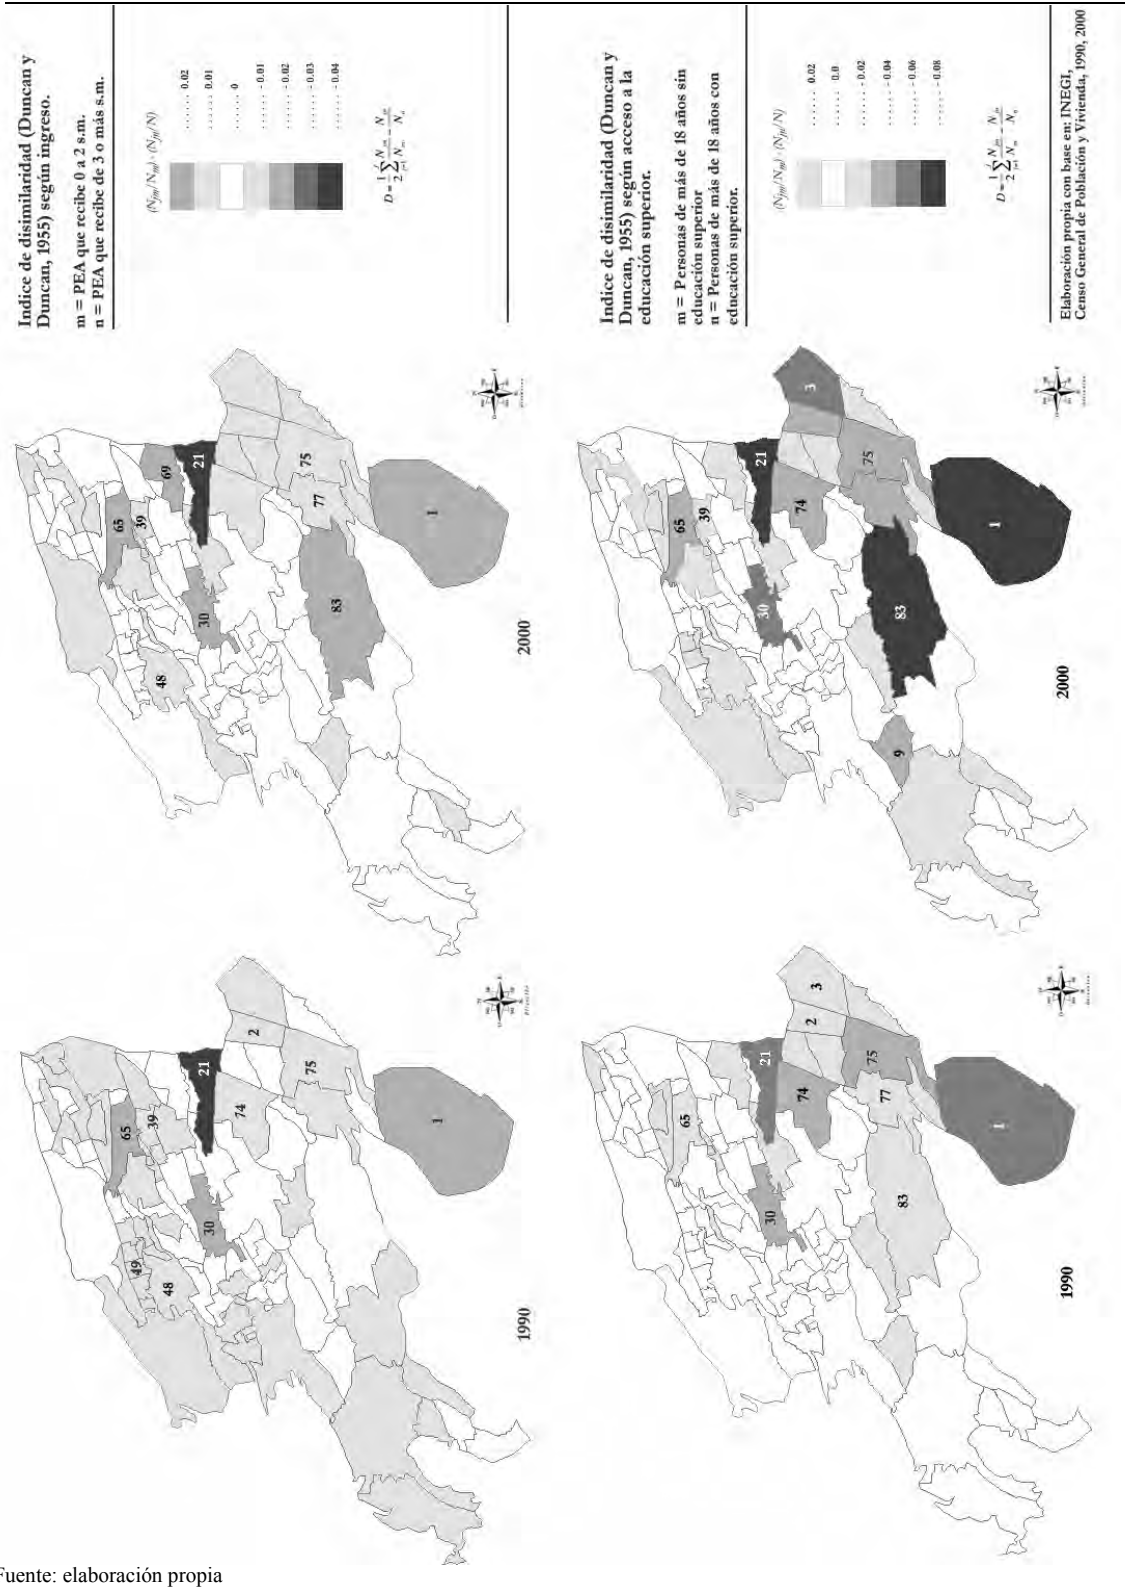 Indice de disimilaridad (Duncan y
Duncan, 1955) según ingreso.
m = PEA que recibe 0 a 2 s.m.
n = PEA que recibe de 3 o más s.m.
(Njm/Nm) - (Njn/N)
...... 0.02
...... 0.01
...... 0
...... - 0.01
...... - 0.02
...... - 0.03
...... - 0.04
1990
49
48
65
39
30
21
74
2
75
1
2000
48
65
39
69
30
21
77
75
83
1
Indice de disimilaridad (Duncan y
Duncan, 1955) según acceso a la
educación superior.
m = Personas de más de 18 años sin
educación superior
n = Personas de más de 18 años con
educación superior.
(Njm/Nm) - (Njn/N)
...... 0.02
...... 0.0
...... - 0.02
...... - 0.04
...... - 0.06
...... - 0.08
Elaboración propia con base en: INEGI,
Censo General de Población y Vivienda, 1990, 2000
1990
65
30
21
74
2
3
75
77
83
1
2000
65
39
30
21
74
3
75
83
9
1
Fuente: elaboración propia